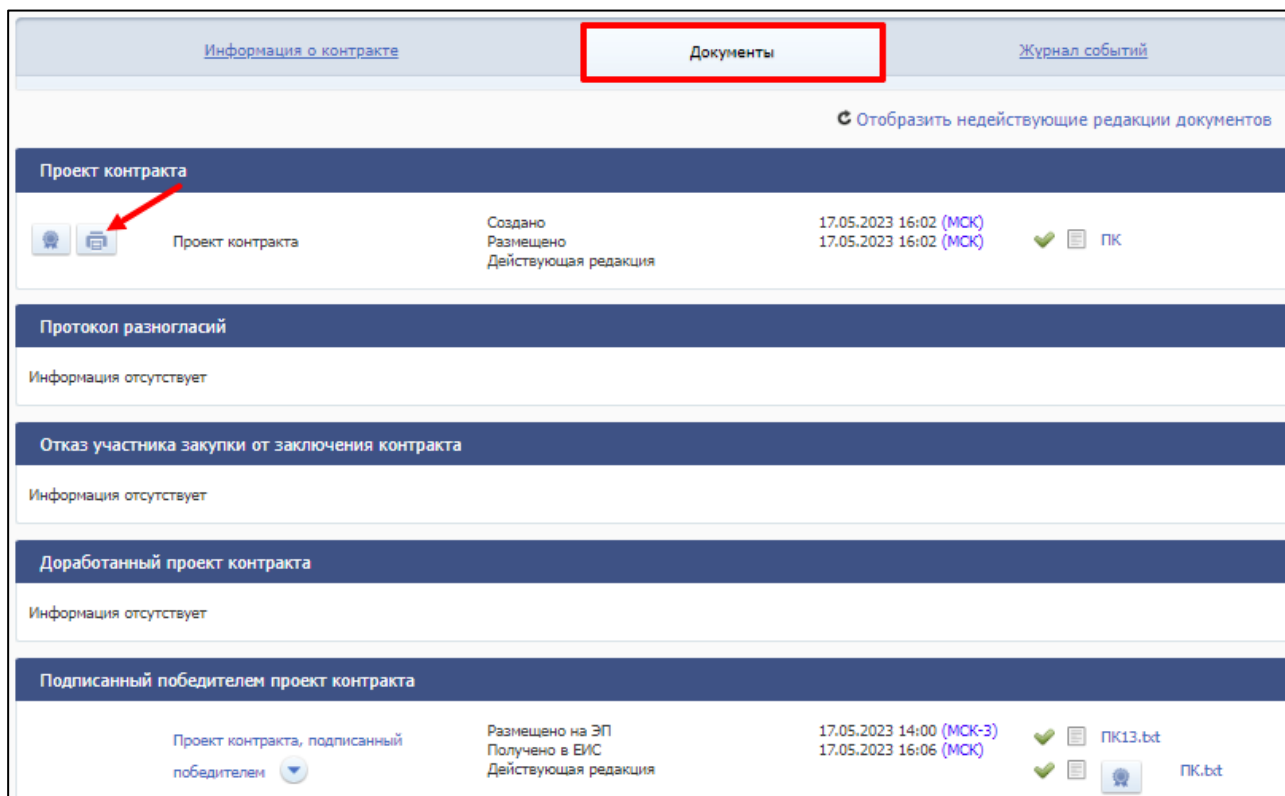 Информация о контракте
Документы
Журнал событий
Отобразить недействующие редакции документов
Проект контракта
Проект контракта
Создано 17.05.2023 16:02 (МСК)
Размещено 17.05.2023 16:02 (МСК)
Действующая редакция
ПК
Протокол разногласий
Информация отсутствует
Отказ участника закупки от заключения контракта
Информация отсутствует
Доработанный проект контракта
Информация отсутствует
Подписанный победителем проект контракта
Проект контракта, подписанный
победителем
Размещено на ЭП 17.05.2023 14:00 (МСК-3)
Получено в ЕИС 17.05.2023 16:06 (МСК)
Действующая редакция
ПК13.txt
ПК.txt